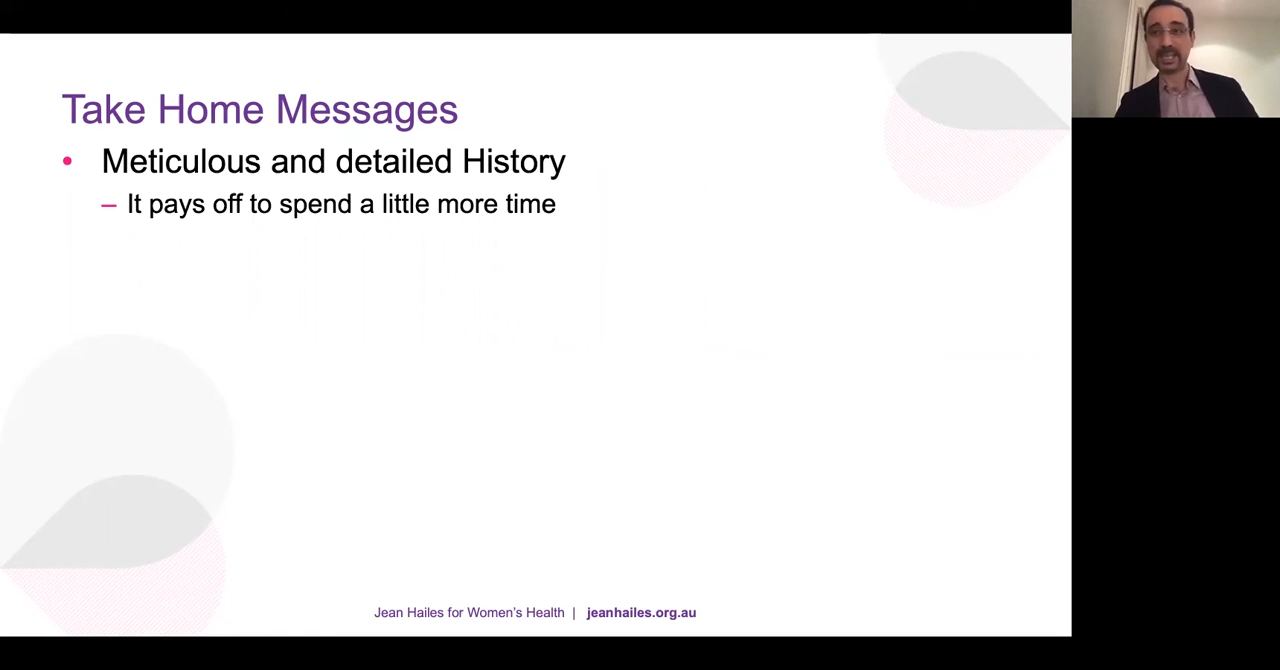 Take Home Messages
• Meticulous and detailed History
– It pays off to spend a little more time
Jean Hailes for Women's Health | jeanhailes.org.au